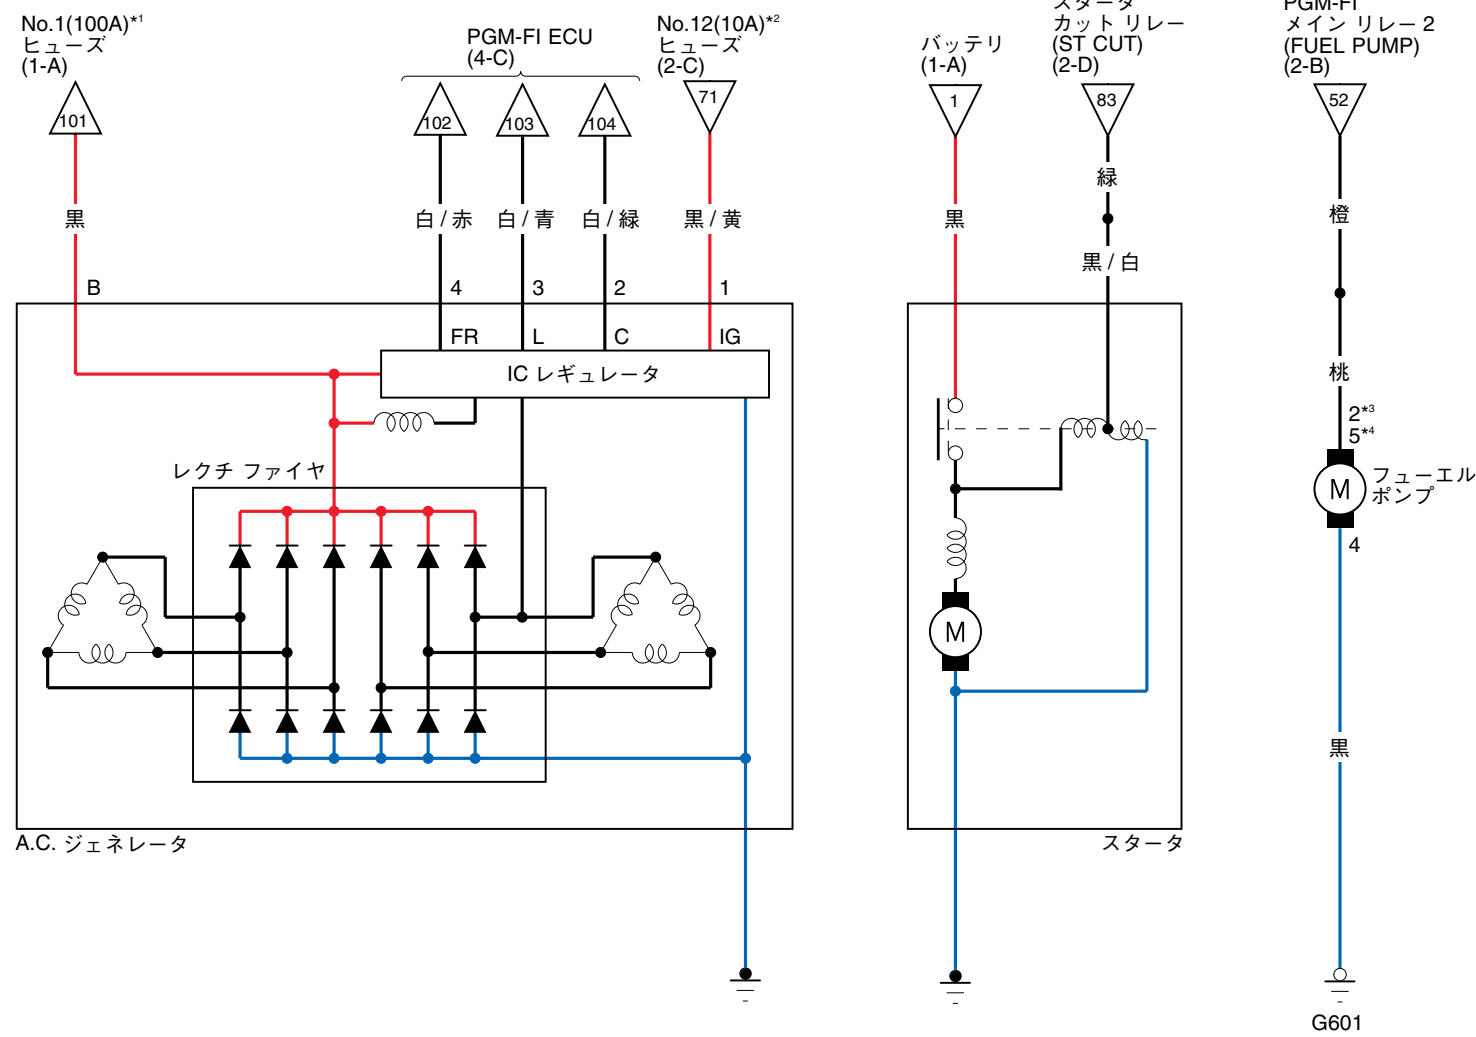 No.1(100A)*1
ヒューズ
(1-A)
PGM-FI ECU
(4-C)
No.12(10A)*2
ヒューズ
(2-C)
バッテリ
(1-A)
スタータ
カット リレー
(ST CUT)
(2-D)
PGM-FI
メイン リレー 2
(FUEL PUMP)
(2-B)
101
102
103
104
71
1
83
52
黒
白 / 赤
白 / 青
白 / 緑
黒 / 黄
黒
緑
黒 / 白
橙
桃
B
4
3
2
1
FR
L
C
IG
IC レギュレータ
レクチ ファイヤ
A.C. ジェネレータ
M
スタータ
2*3
5*4
M
フューエル
ポンプ
4
黒
G601